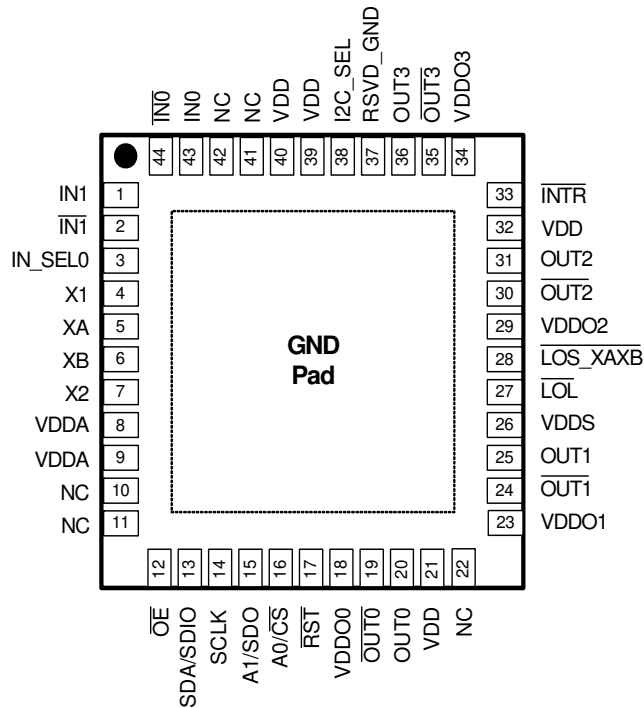 IN0
IN0
NC
NC
VDD
VDD
I2C_SEL
RSVD_GND
OUT3
OUT3
VDDO3
44
43
42
41
40
39
38
37
36
35
34
IN1 1
IN1 2
IN_SEL0 3
X1 4
XA 5
XB 6
X2 7
VDDA 8
VDDA 9
NC 10
NC 11
GND
Pad
33 INTR
32 VDD
31 OUT2
30 OUT2
29 VDDO2
28 LOS_XAXB
27 LOL
26 VDDS
25 OUT1
24 OUT1
23 VDDO1
12
13
14
15
16
17
18
19
20
21
22
OE
SDA/SDIO
SCLK
A1/SDO
A0/CS
RST
VDDO0
OUT0
OUT0
VDD
NC